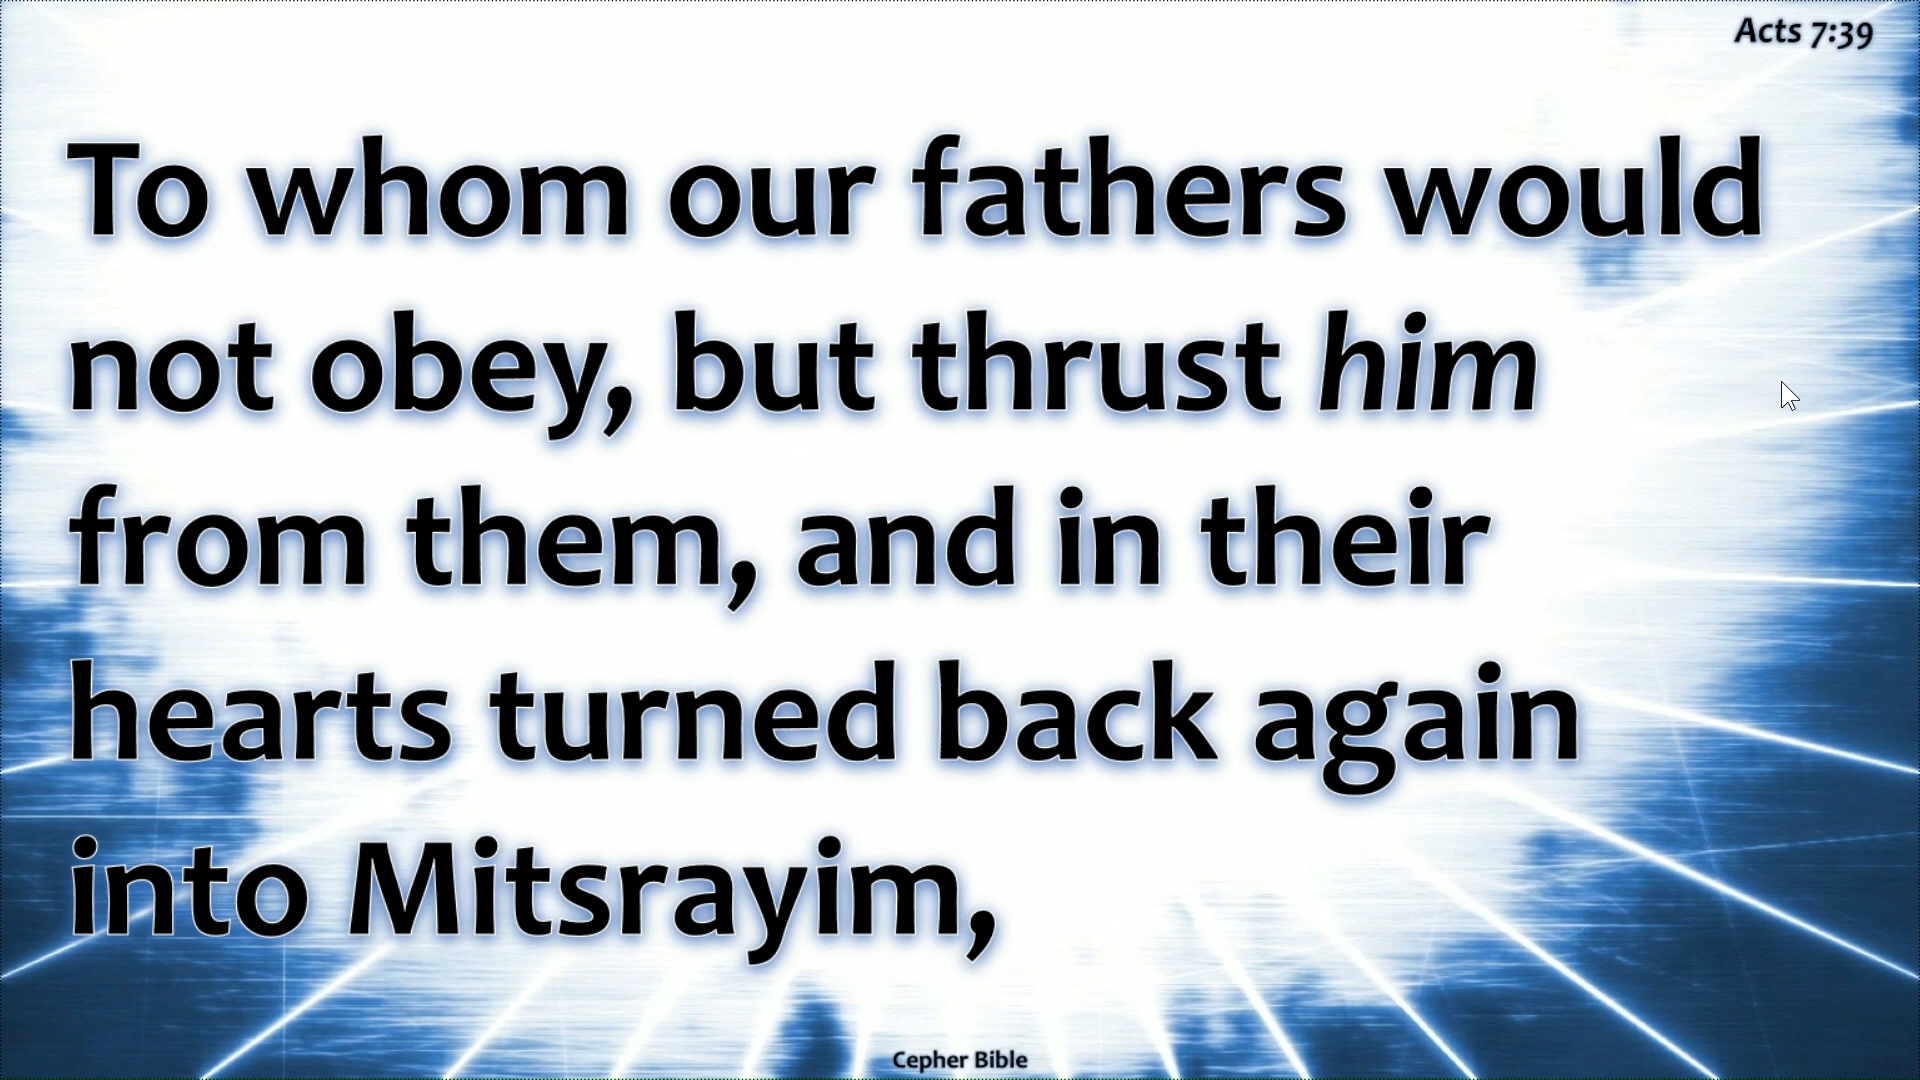 Acts 7:39
To whom our fathers would
not obey, but thrust him
from them, and in their
hearts turned back again
into Mitsrayim,
Cepher Bible